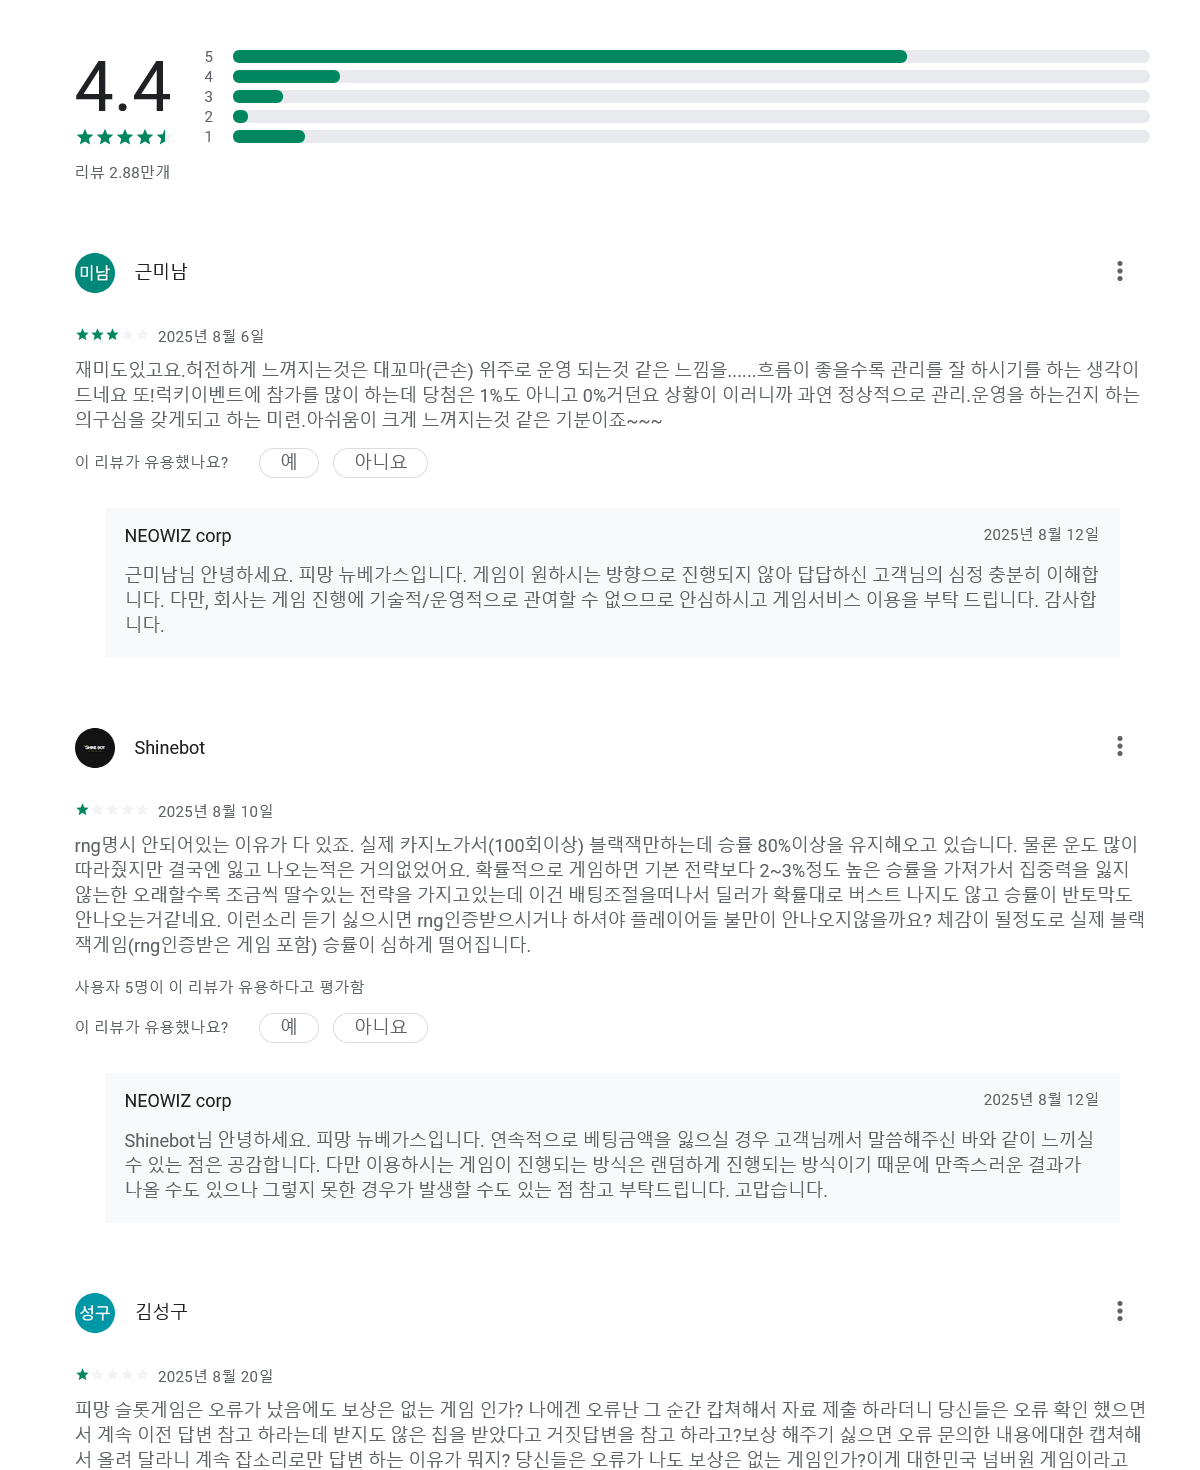 4.4
5
4
3
2
1
리뷰 2.88만개
미남 근미남
2025년 8월 6일
재미도있고요.허전하게 느껴지는것은 대꼬마(큰손) 위주로 운영 되는것 같은 느낌을......흐름이 좋을수록 관리를 잘 하시기를 하는 생각이
드네요 또!럭키이벤트에 참가를 많이 하는데 당첨은 1%도 아니고 0%거던요 상황이 이러니까 과연 정상적으로 관리.운영을 하는건지 하는
의구심을 갖게되고 하는 미련.아쉬움이 크게 느껴지는것 같은 기분이죠~~~
이 리뷰가 유용했나요? 예 아니요
NEOWIZ corp 2025년 8월 12일
근미남님 안녕하세요. 피망 뉴베가스입니다. 게임이 원하시는 방향으로 진행되지 않아 답답하신 고객님의 심정 충분히 이해합
니다. 다만, 회사는 게임 진행에 기술적/운영적으로 관여할 수 없으므로 안심하시고 게임서비스 이용을 부탁 드립니다. 감사합
니다.
SHINE BOT Shinebot
2025년 8월 10일
rng명시 안되어있는 이유가 다 있죠. 실제 카지노가서(100회이상) 블랙잭만하는데 승률 80%이상을 유지해오고 있습니다. 물론 운도 많이
따라줬지만 결국엔 잃고 나오는적은 거의없었어요. 확률적으로 게임하면 기본 전략보다 2~3%정도 높은 승률을 가져가서 집중력을 잃지
않는한 오래할수록 조금씩 딸수있는 전략을 가지고있는데 이건 배팅조절을떠나서 딜러가 확률대로 버스트 나지도 않고 승률이 반토막도
안나오는거같네요. 이런소리 듣기 싫으시면 rng인증받으시거나 하셔야 플레이어들 불만이 안나오지않을까요? 체감이 될정도로 실제 블랙
잭게임(rng인증받은 게임 포함) 승률이 심하게 떨어집니다.
사용자 5명이 이 리뷰가 유용하다고 평가함
이 리뷰가 유용했나요? 예 아니요
NEOWIZ corp 2025년 8월 12일
Shinebot님 안녕하세요. 피망 뉴베가스입니다. 연속적으로 베팅금액을 잃으실 경우 고객님께서 말씀해주신 바와 같이 느끼실
수 있는 점은 공감합니다. 다만 이용하시는 게임이 진행되는 방식은 랜덤하게 진행되는 방식이기 때문에 만족스러운 결과가
나올 수도 있으나 그렇지 못한 경우가 발생할 수도 있는 점 참고 부탁드립니다. 고맙습니다.
성구 김성구
2025년 8월 20일
피망 슬롯게임은 오류가 났음에도 보상은 없는 게임 인가? 나에겐 오류난 그 순간 캅쳐해서 자료 제출 하라더니 당신들은 오류 확인 했으면
서 계속 이전 답변 참고 하라는데 받지도 않은 칩을 받았다고 거짓답변을 참고 하라고?보상 해주기 싫으면 오류 문의한 내용에대한 캡쳐해
서 올려 달라니 계속 잡소리로만 답변 하는 이유가 뭐지? 당신들은 오류가 나도 보상은 없는 게임인가?이게 대한민국 넘버원 게임이라고